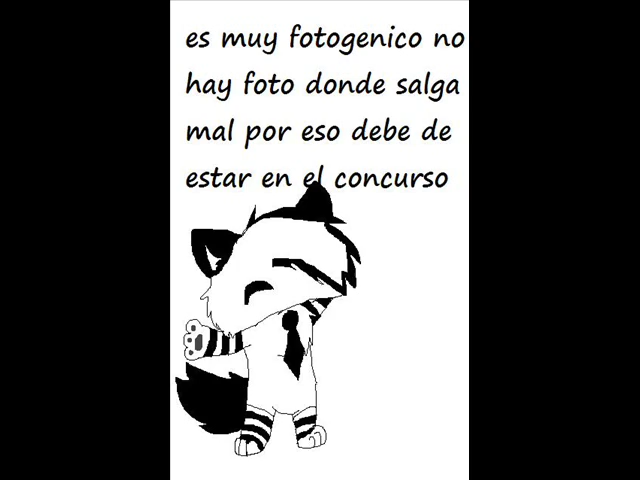 es muy fotogenico no
hay foto donde salga
mal por eso debe de
estar en el concurso